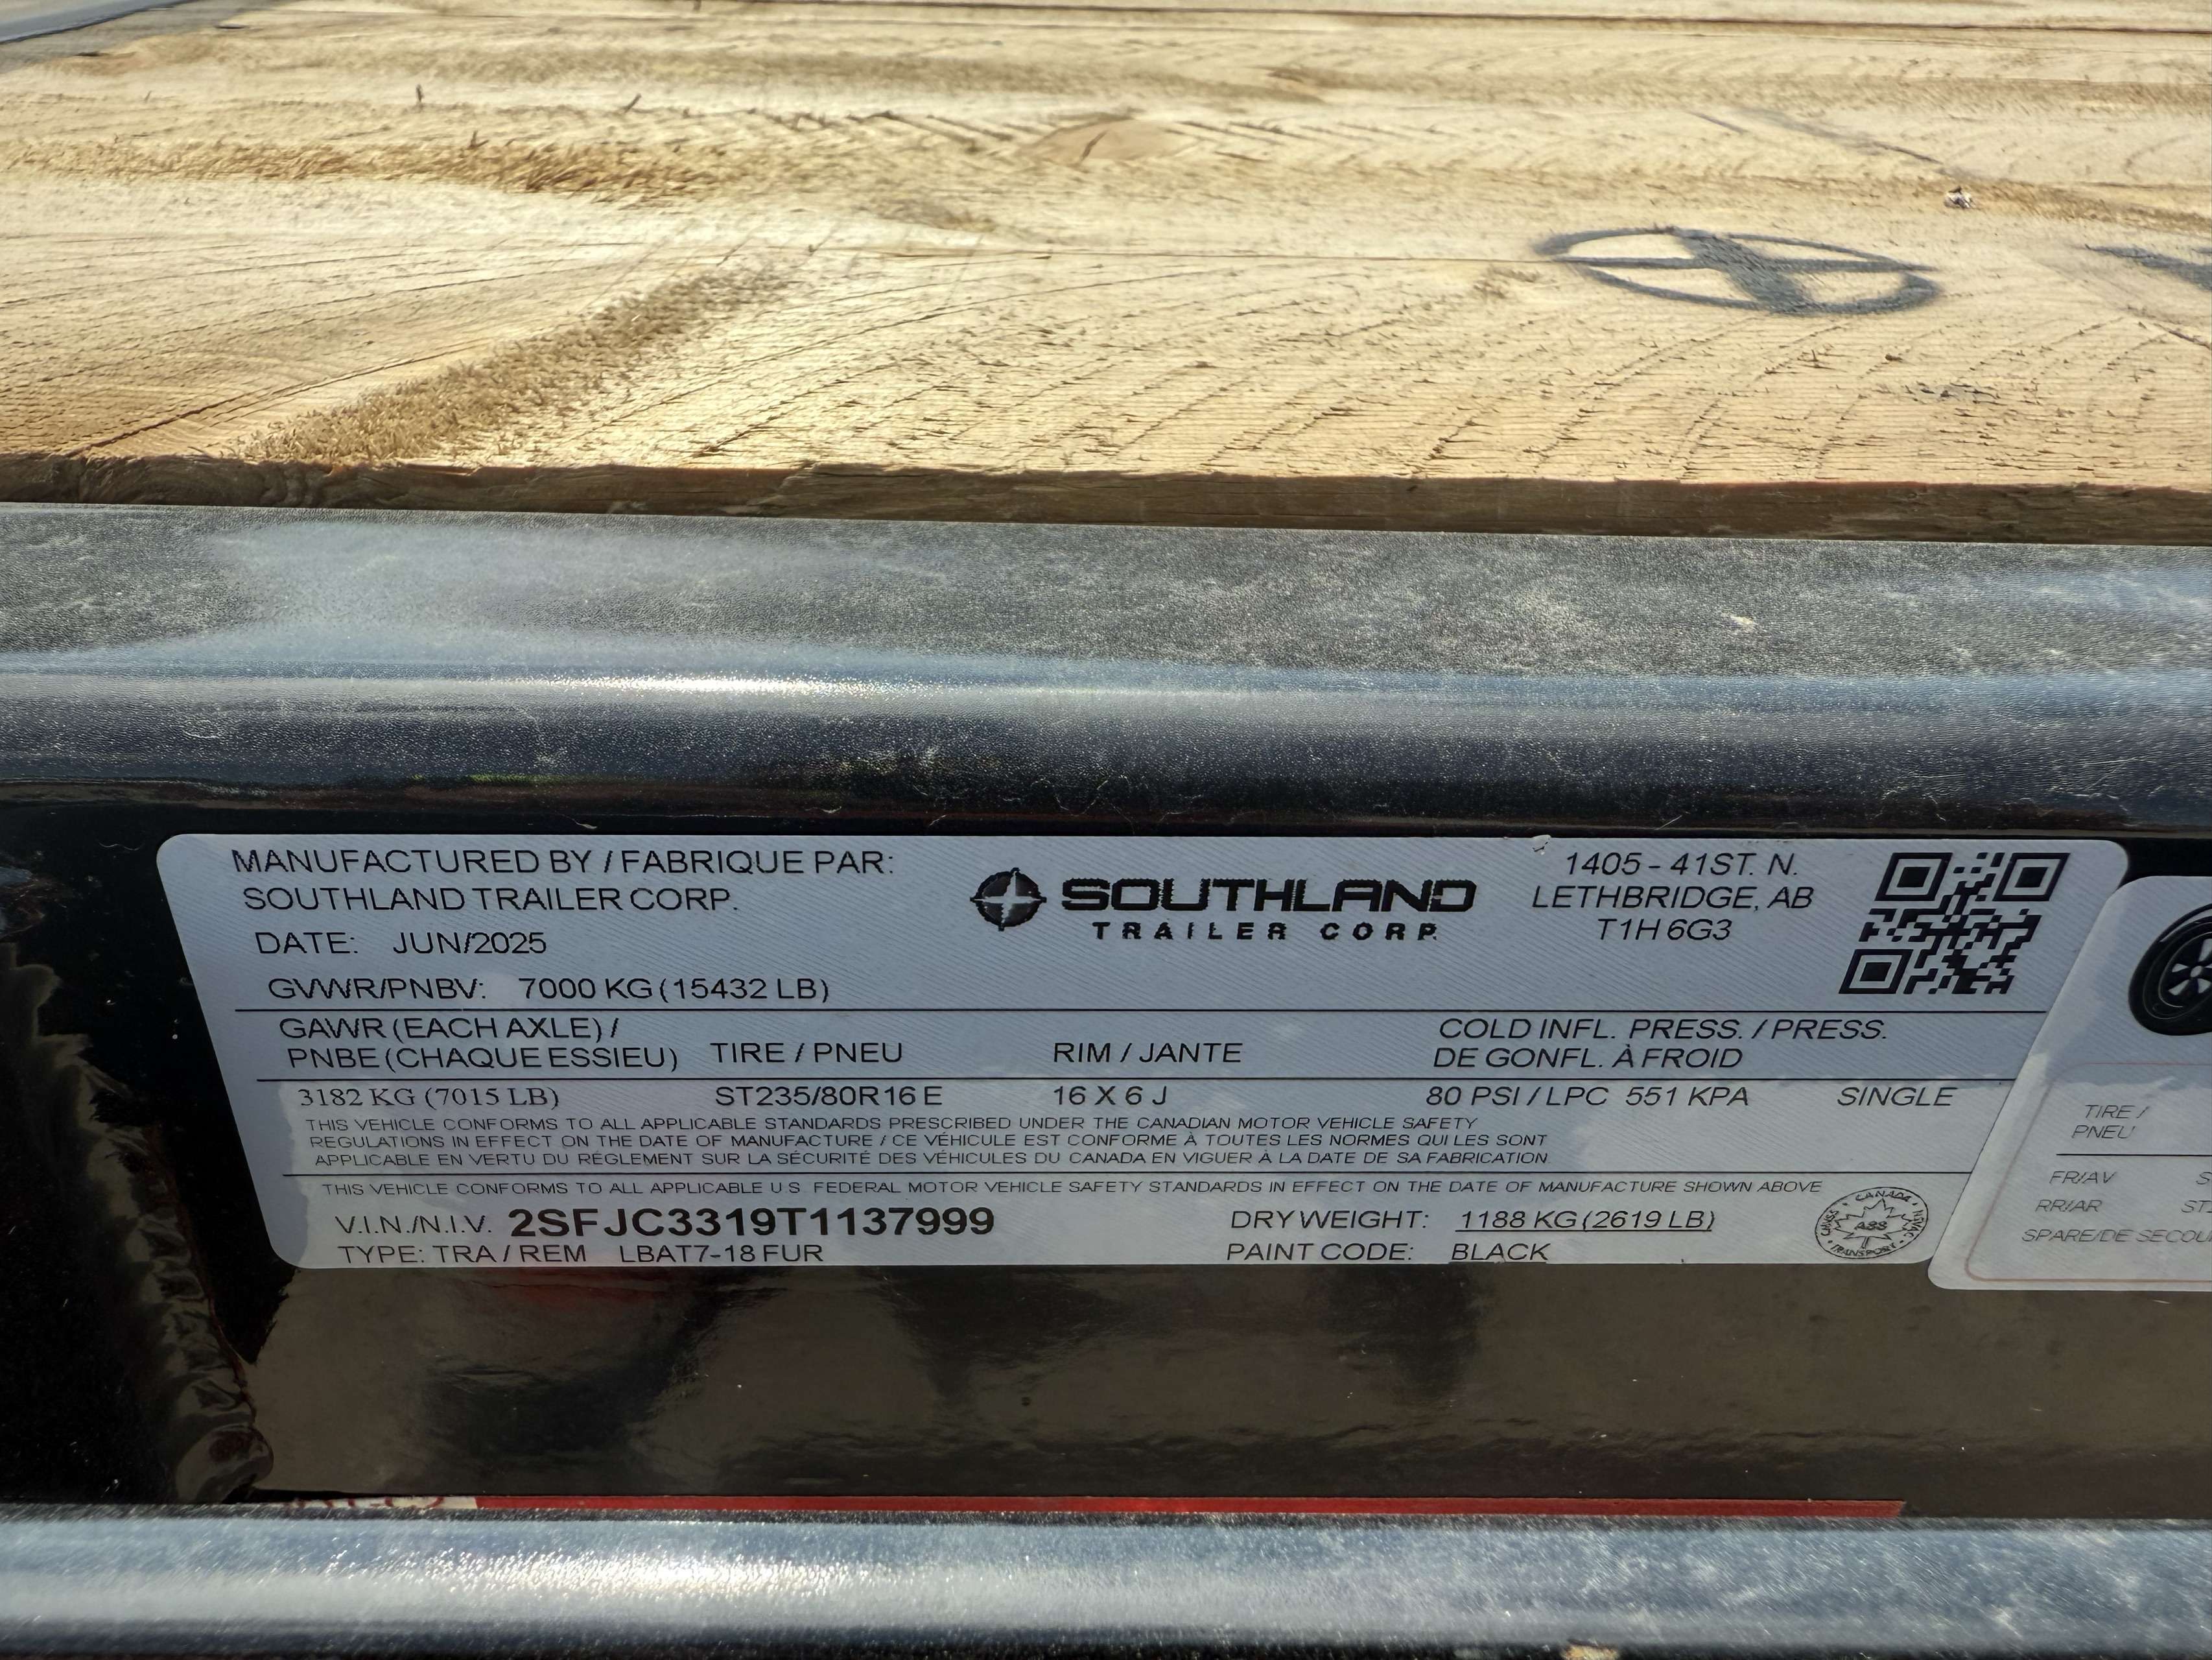 MANUFACTURED BY / FABRIQUE PAR:
SOUTHLAND TRAILER CORP.
DATE: JUN/2025
GVWR/PNBV: 7000 KG (15432 LB)
SOUTHLAND
TRAILER CORP.
1405 - 41ST. N.
LETHBRIDGE, AB
T1H 6G3
GAWR (EACH AXLE) /
PNBE (CHAQUE ESSIEU) TIRE / PNEU RIM / JANTE
COLD INFL. PRESS. / PRESS.
DE GONFL. À FROID
3182 KG (7015 LB) ST235/80R16 E 16 X 6 J 80 PSI / LPC 551 KPA SINGLE
THIS VEHICLE CONFORMS TO ALL APPLICABLE STANDARDS PRESCRIBED UNDER THE CANADIAN MOTOR VEHICLE SAFETY
REGULATIONS IN EFFECT ON THE DATE OF MANUFACTURE / CE VÉHICULE EST CONFORME À TOUTES LES NORMES QUI LES SONT
APPLICABLE EN VERTU DU RÉGLEMENT SUR LA SÉCURITÉ DES VÉHICULES DU CANADA EN VIGUER À LA DATE DE SA FABRICATION.
THIS VEHICLE CONFORMS TO ALL APPLICABLE U.S. FEDERAL MOTOR VEHICLE SAFETY STANDARDS IN EFFECT ON THE DATE OF MANUFACTURE SHOWN ABOVE
V.I.N./N.I.V. 2SFJC3319T1137999 DRY WEIGHT: 1188 KG (2619 LB)
TYPE: TRA / REM LBAT7-18 FUR PAINT CODE: BLACK
CANADA
TRANSPORT
TIRE /
PNEU
FR/AV
RR/AR
SPARE/DE